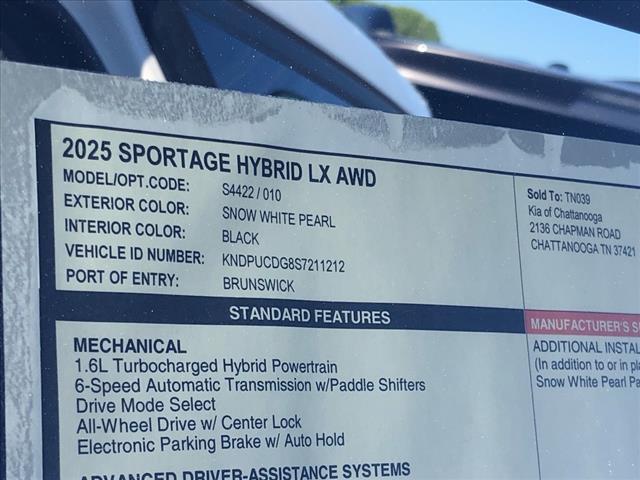 2025 SPORTAGE HYBRID LX AWD
MODEL/OPT.CODE: S4422 / 010
EXTERIOR COLOR: SNOW WHITE PEARL
INTERIOR COLOR: BLACK
VEHICLE ID NUMBER: KNDPUCDG8S7211212
PORT OF ENTRY: BRUNSWICK
Sold To: TN039
Kia of Chattanooga
2136 CHAPMAN ROAD
CHATTANOOGA TN 37421
STANDARD FEATURES
MECHANICAL
1.6L Turbocharged Hybrid Powertrain
6-Speed Automatic Transmission w/Paddle Shifters
Drive Mode Select
All-Wheel Drive w/ Center Lock
Electronic Parking Brake w/ Auto Hold
ADVANCED DRIVER-ASSISTANCE SYSTEMS
MANUFACTURER'S S
ADDITIONAL INSTAL
(In addition to or in pl
Snow White Pearl Pa